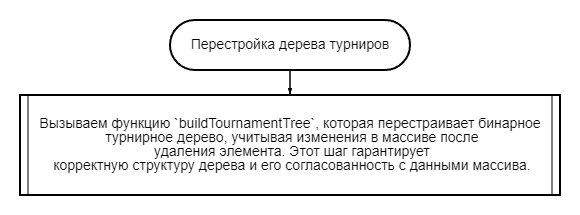 Перестройка дерева турниров
Вызываем функцию `buildTournamentTree`, которая перестраивает бинарное
турнирное дерево, учитывая изменения в массиве после
удаления элемента. Этот шаг гарантирует
корректную структуру дерева и его согласованность с данными массива.